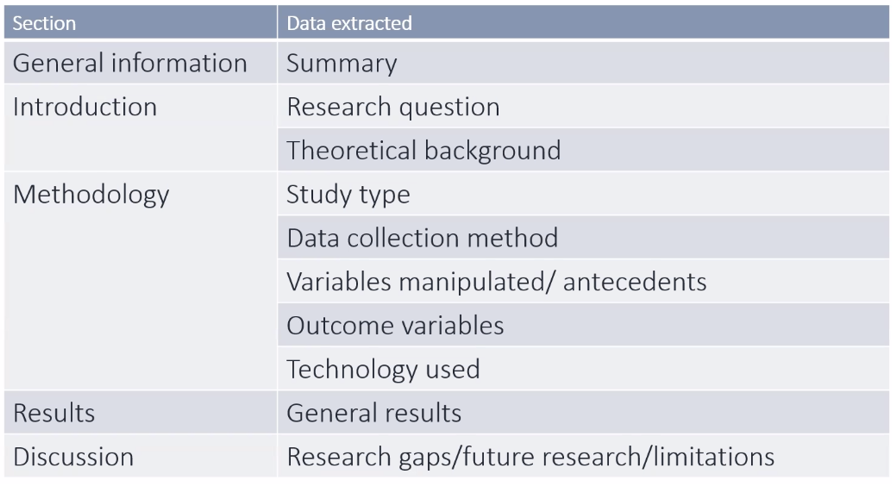 Section Data extracted
General information Summary
Introduction Research question
Theoretical background
Methodology Study type
Data collection method
Variables manipulated/ antecedents
Outcome variables
Technology used
Results General results
Discussion Research gaps/future research/limitations